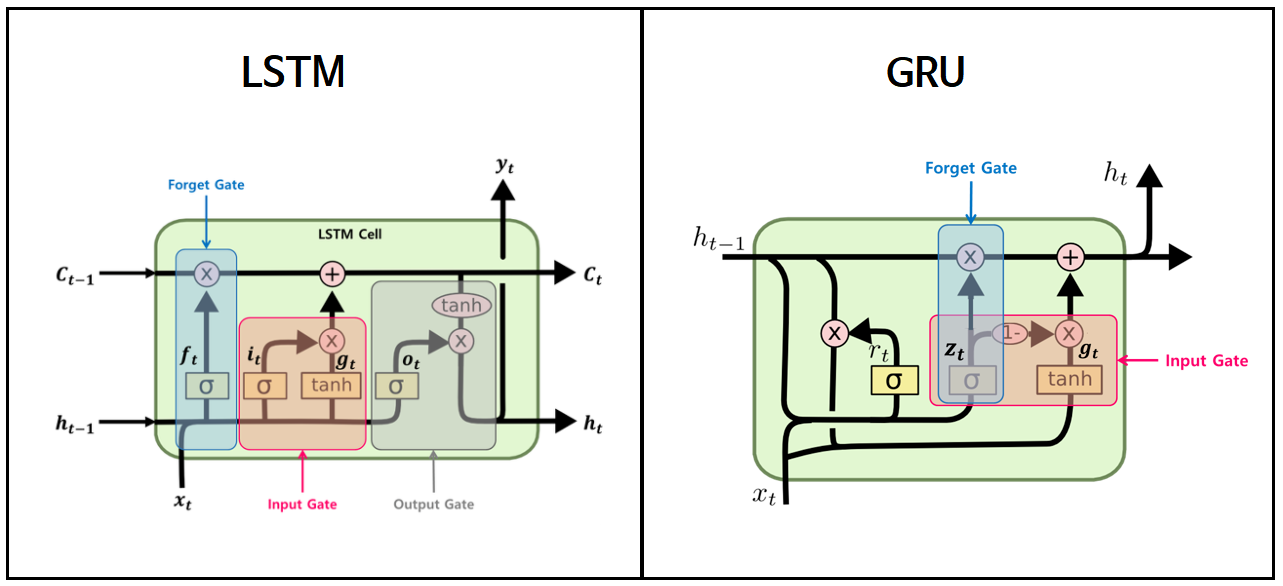 LSTM
Forget Gate
y_t
LSTM Cell
C_{t-1}
x
+
C_t
tanh
f_t
i_t
x
g_t
o_t
x
σ
σ
tanh
σ
h_{t-1}
h_t
x_t
Input Gate
Output Gate
GRU
Forget Gate
h_t
h_{t-1}
x
+
x
r_t
z_t
1-
x
g_t
Input Gate
σ
σ
tanh
x_t